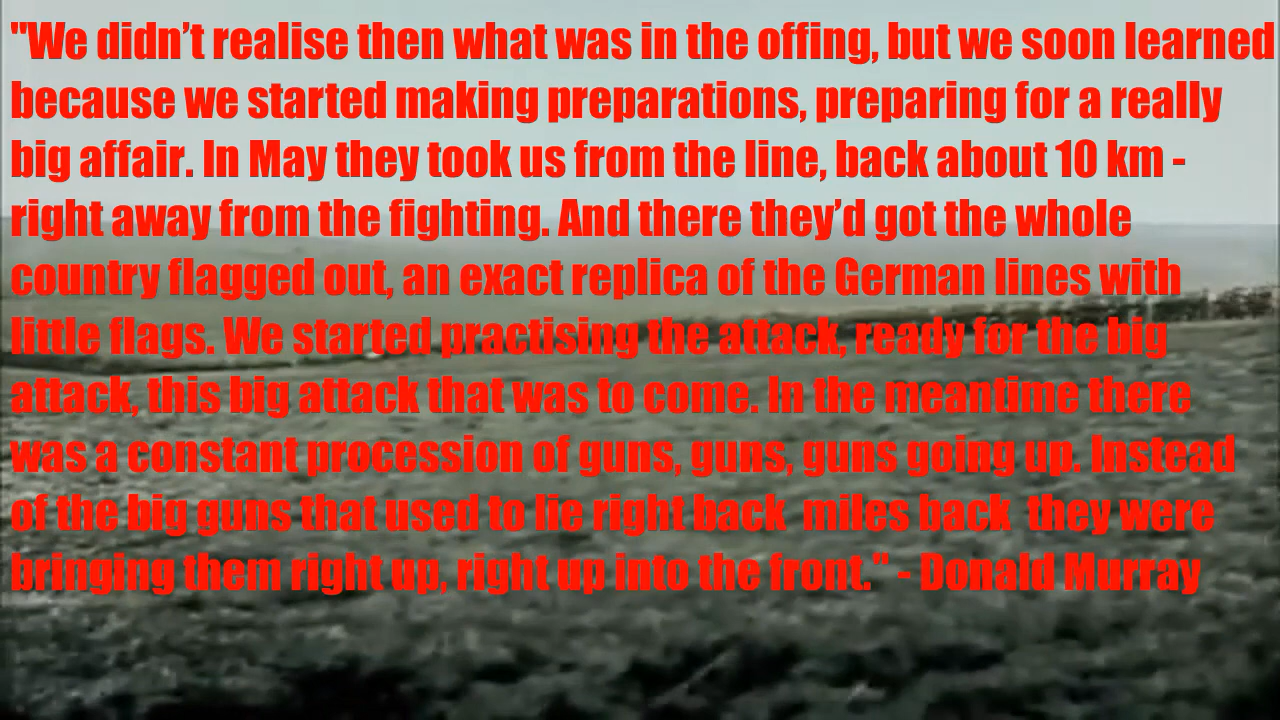 "We didn’t realise then what was in the offing, but we soon learned
because we started making preparations, preparing for a really
big affair. In May they took us from the line, back about 10 km -
right away from the fighting. And there they’d got the whole
country flagged out, an exact replica of the German lines with
little flags. We started practising the attack, ready for the big
attack, this big attack that was to come. In the meantime there
was a constant procession of guns, guns, guns going up. Instead
of the big guns that used to lie right back  miles back  they were
bringing them right up, right up into the front." - Donald Murray